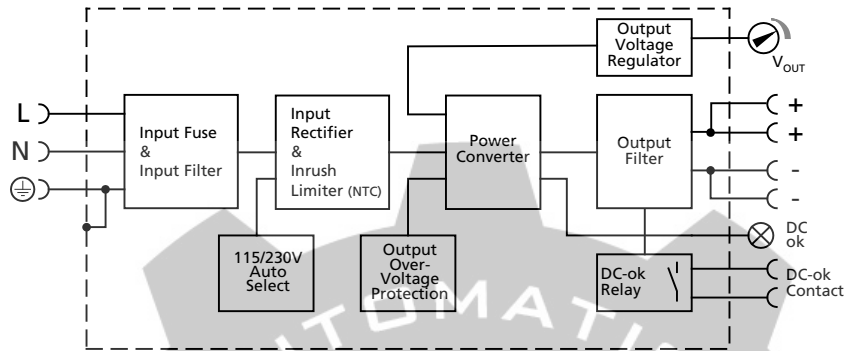 Output
Voltage
Regulator
V OUT
L
N
Input Fuse
&
Input Filter
Input
Rectifier
&
Inrush
Limiter (NTC)
Power
Converter
Output
Filter
+
+
-
-
115/230V
Auto
Select
Output
Over-
Voltage
Protection
DC-ok
Relay
DC
ok
DC-ok
Contact
UTOMATI